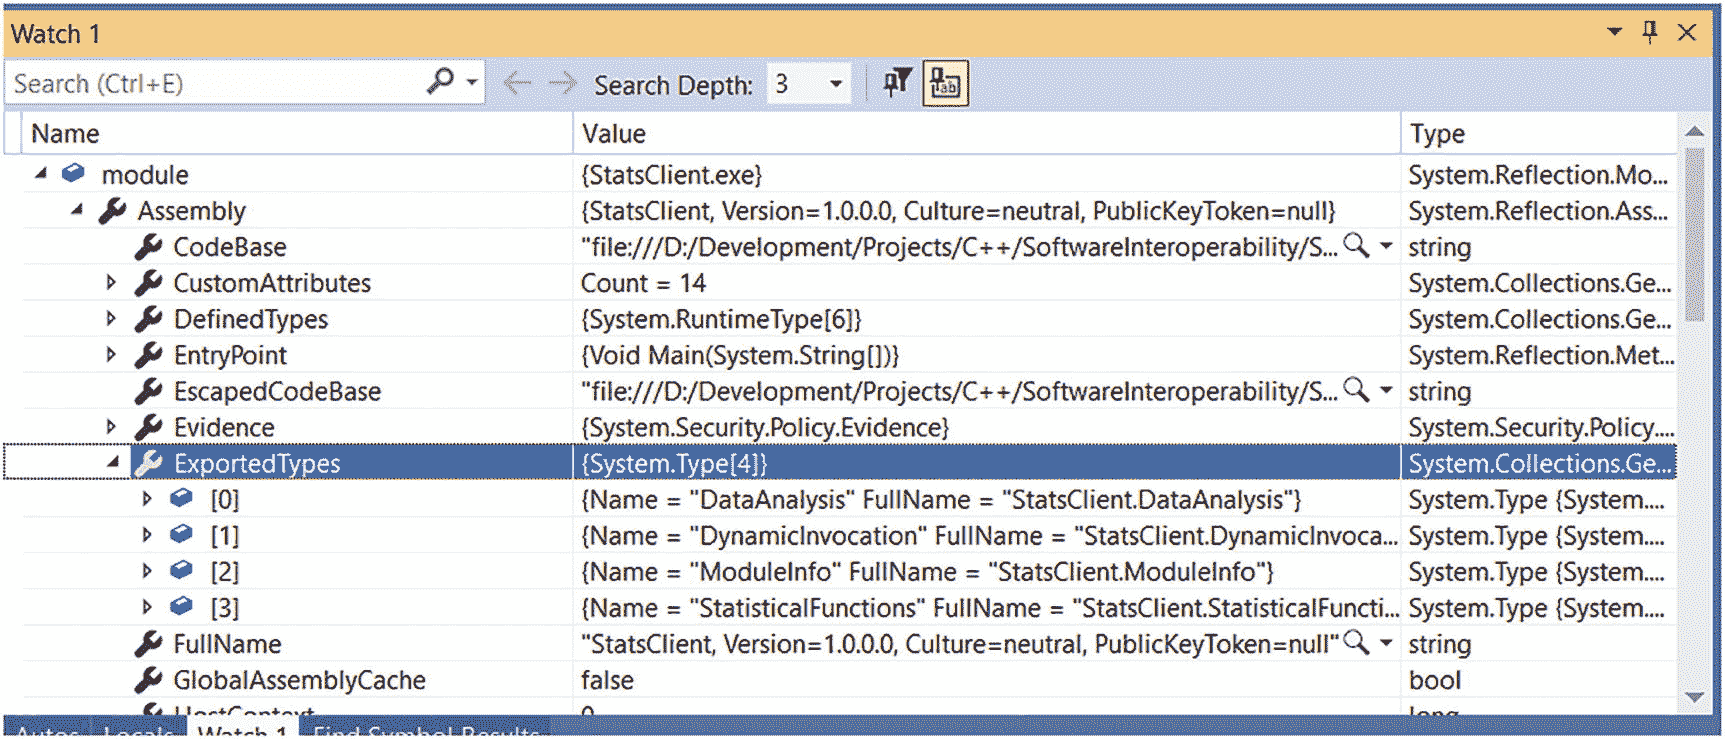 Watch 1
Search (Ctrl+E) Search Depth: 3
Name Value Type
module {StatsClient.exe} System.Reflection.Mo...
Assembly {StatsClient, Version=1.0.0.0, Culture=neutral, PublicKeyToken=null} System.Reflection.Ass...
CodeBase "file:///D:/Development/Projects/C++/SoftwareInteroperability/S... string
CustomAttributes Count = 14 System.Collections.Ge...
DefinedTypes {System.RuntimeType[6]} System.Collections.Ge...
EntryPoint {Void Main(System.String[])} System.Reflection.Met...
EscapedCodeBase "file:///D:/Development/Projects/C++/SoftwareInteroperability/S... string
Evidence {System.Security.Policy.Evidence} System.Security.Policy....
ExportedTypes {System.Type[4]} System.Collections.Ge...
[0] {Name = "DataAnalysis" FullName = "StatsClient.DataAnalysis"} System.Type {System....
[1] {Name = "DynamicInvocation" FullName = "StatsClient.DynamicInvoca... System.Type {System....
[2] {Name = "ModuleInfo" FullName = "StatsClient.ModuleInfo"} System.Type {System....
[3] {Name = "StatisticalFunctions" FullName = "StatsClient.StatisticalFuncti... System.Type {System....
FullName "StatsClient, Version=1.0.0.0, Culture=neutral, PublicKeyToken=null" string
GlobalAssemblyCache false bool
HostContext 0 long
Autos Locals Watch 1 Find Symbol Results